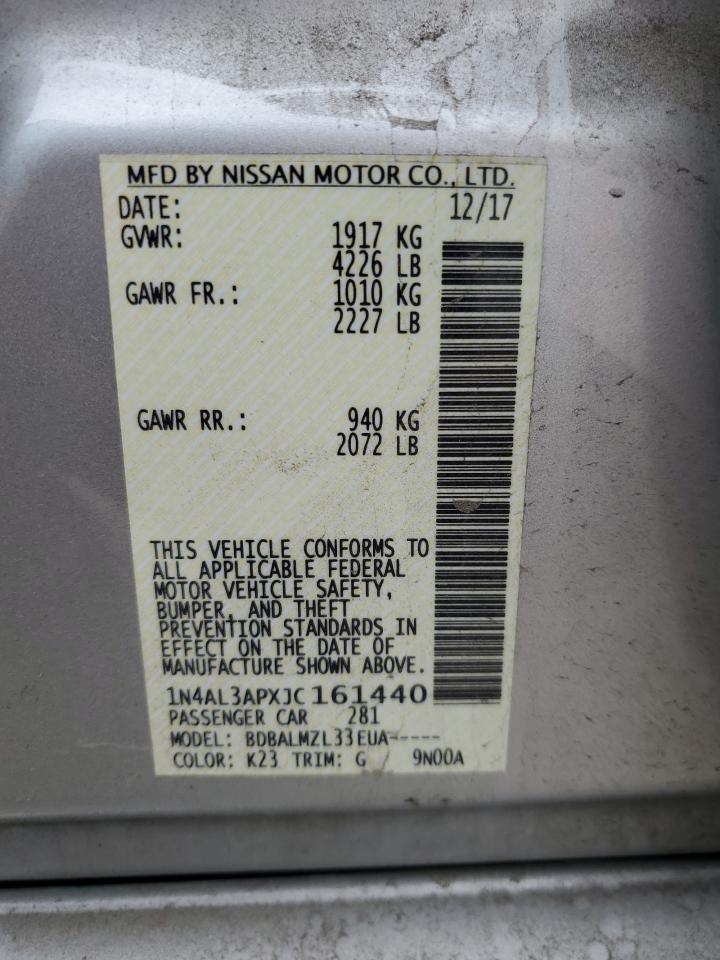 MFD BY NISSAN MOTOR CO., LTD.
DATE: 12/17
GVWR: 1917 KG
4226 LB
GAWR FR.: 1010 KG
2227 LB
GAWR RR.: 940 KG
2072 LB
THIS VEHICLE CONFORMS TO
ALL APPLICABLE FEDERAL
MOTOR VEHICLE SAFETY,
BUMPER, AND THEFT
PREVENTION STANDARDS IN
EFFECT ON THE DATE OF
MANUFACTURE SHOWN ABOVE.
1N4AL3APXJC161440
PASSENGER CAR 281
MODEL: BDBALMZL33EUA-----
COLOR: K23 TRIM: G 9N00A